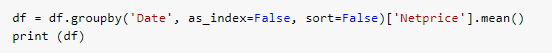 df = df.groupby('Date', as_index=False, sort=False)['Netprice'].mean()
print (df)